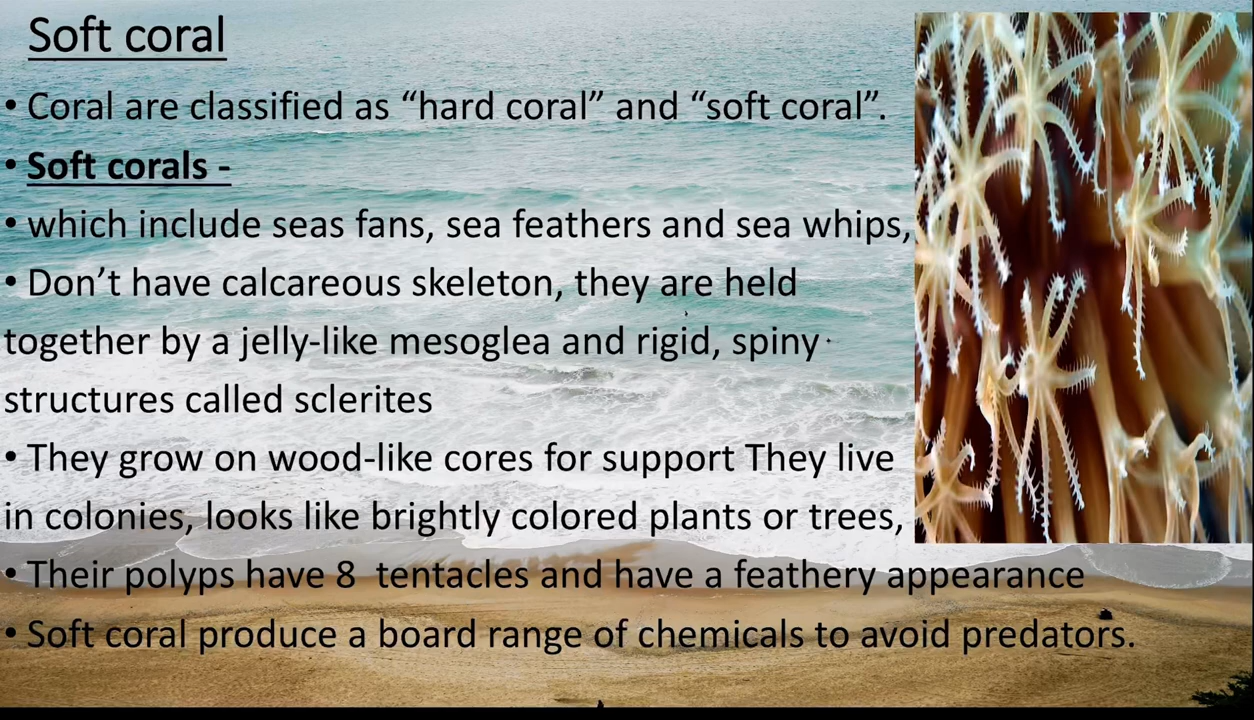 Soft coral
• Coral are classified as “hard coral” and “soft coral”.
• Soft corals -
• which include seas fans, sea feathers and sea whips,
• Don’t have calcareous skeleton, they are held
together by a jelly-like mesoglea and rigid, spiny
structures called sclerites
• They grow on wood-like cores for support They live
in colonies, looks like brightly colored plants or trees,
• Their polyps have 8  tentacles and have a feathery appearance
• Soft coral produce a board range of chemicals to avoid predators.